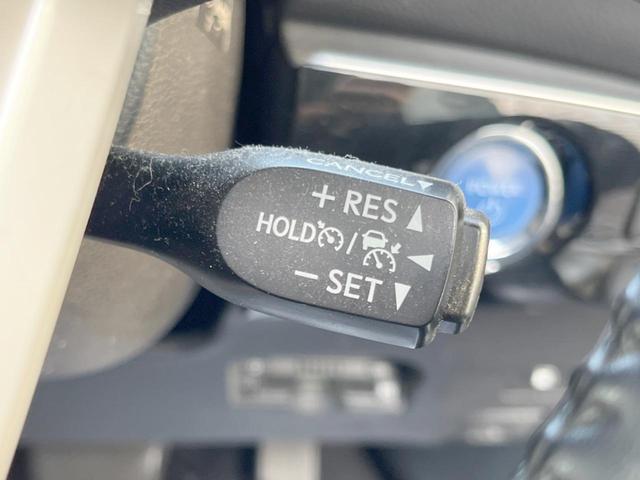 CANCEL
+ RES
HOLD /
− SET